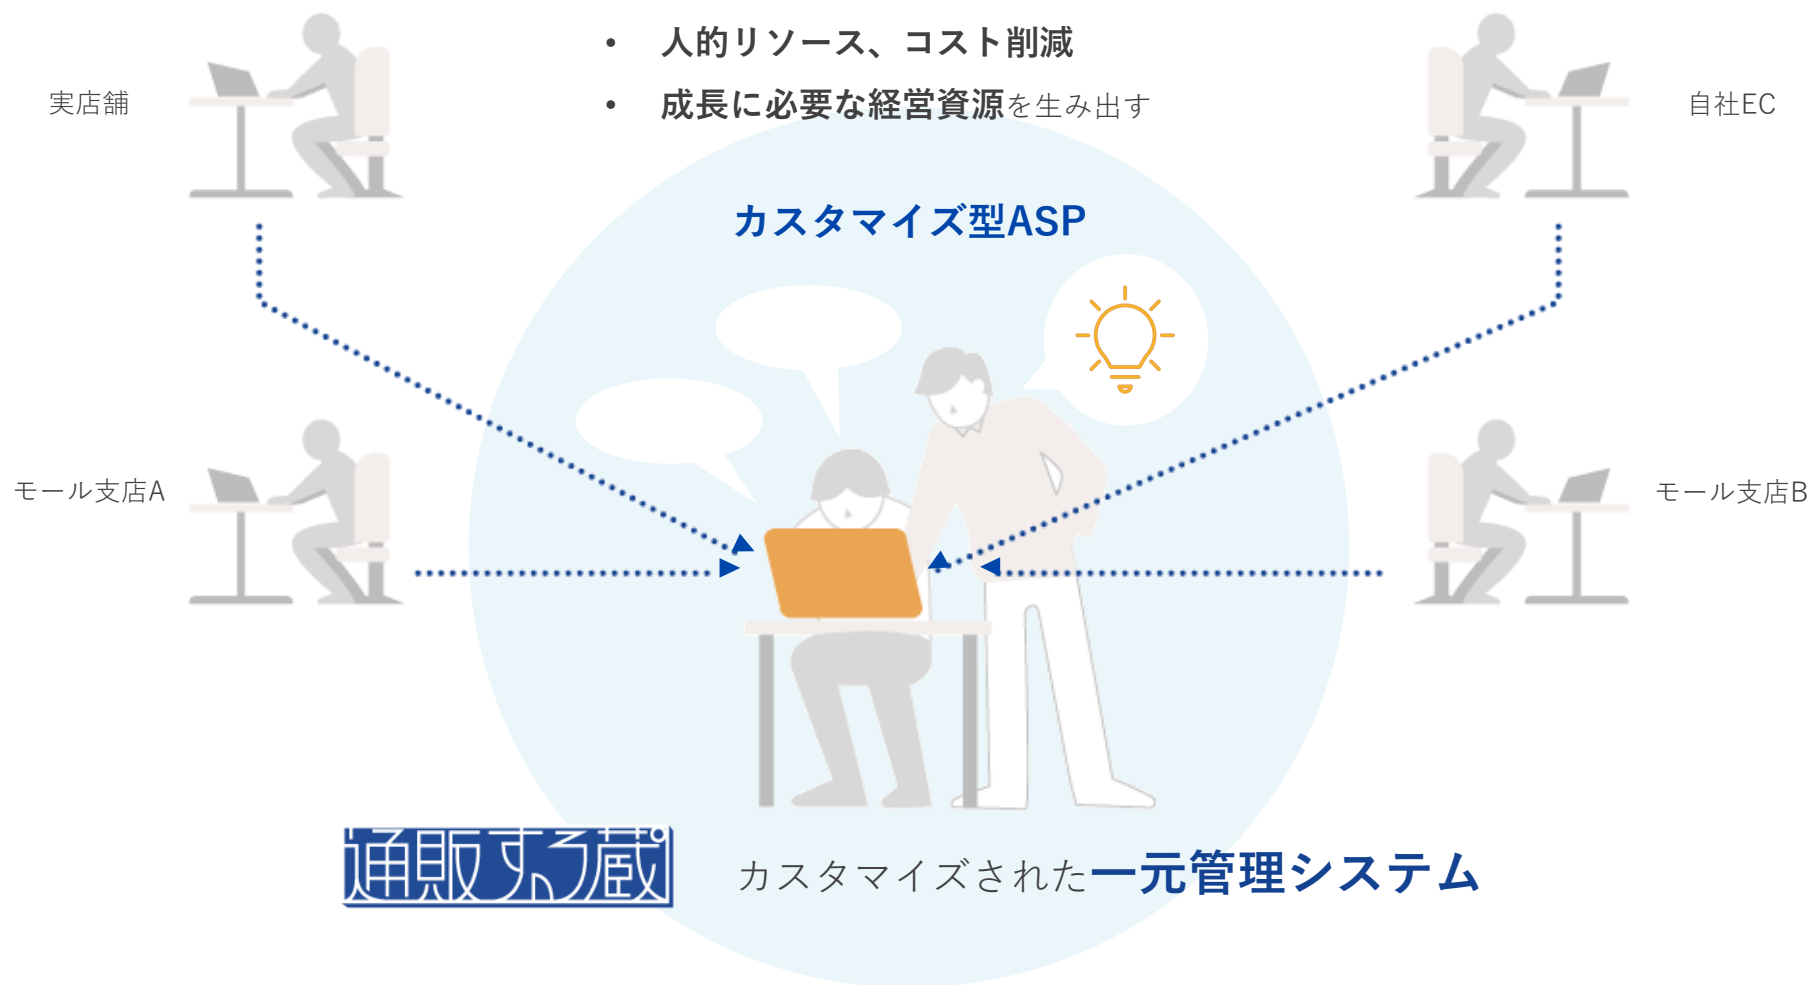 • 人的リソース、コスト削減
• 成長に必要な経営資源を生み出す
実店舗
自社EC
カスタマイズ型ASP
モール支店A
モール支店B
通販する蔵
カスタマイズされた一元管理システム